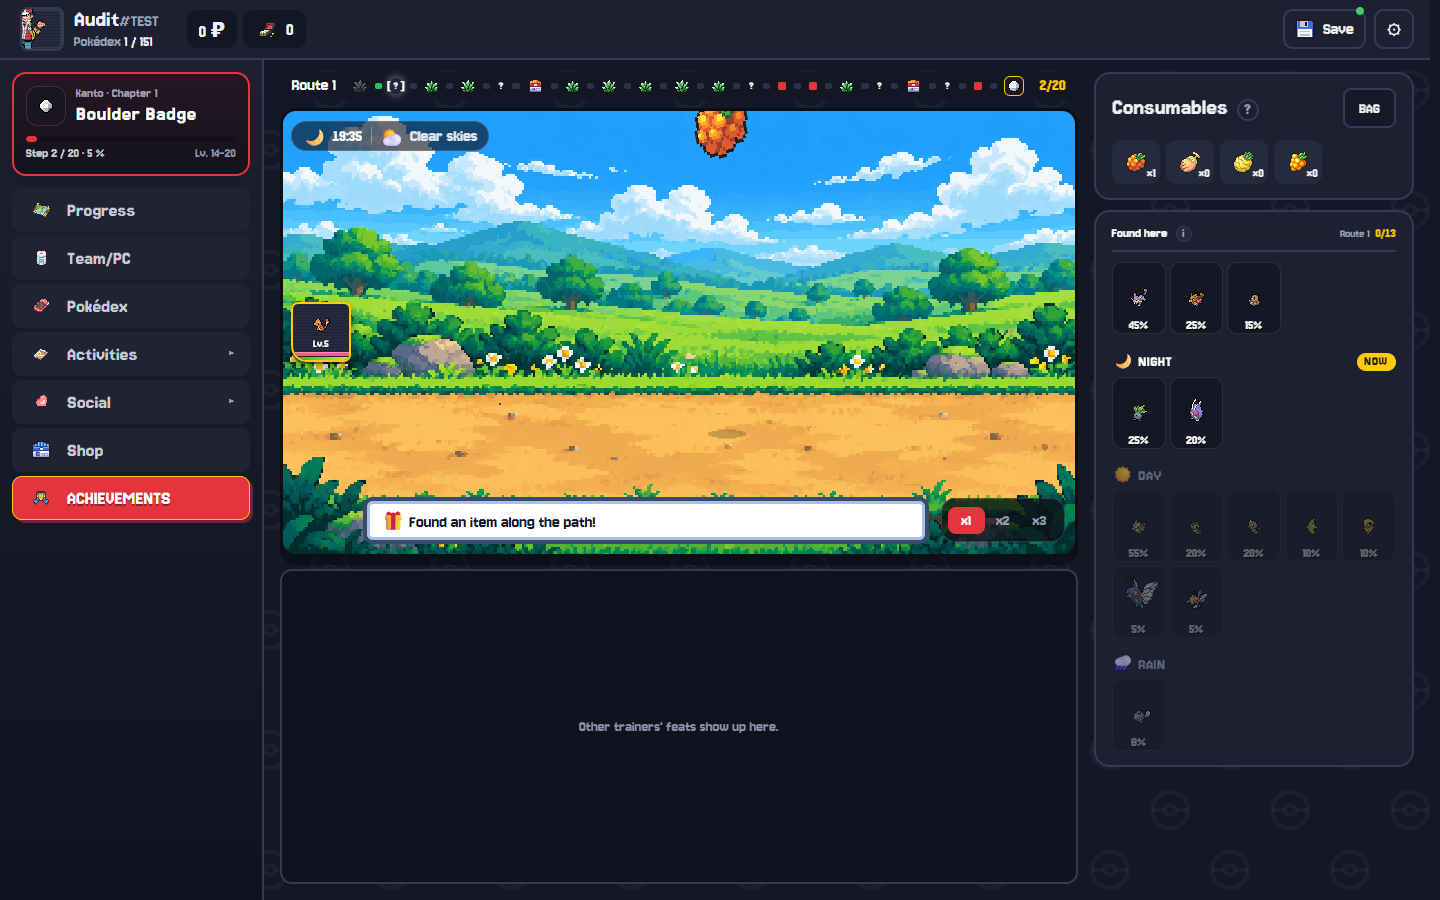 Audit#TEST
Pokédex 1 / 151
0 ₽
0
Save
Kanto · Chapter 1
Boulder Badge
Step 2 / 20 · 5 %
Lv. 14-20
Progress
Team/PC
Pokédex
Activities
Social
Shop
ACHIEVEMENTS
Route 1
[?]
?
?
?
?
2/20
19:35
Clear skies
Lv.5
Found an item along the path!
x1
x2
x3
Other trainers' feats show up here.
Consumables
?
BAG
x1
x0
x0
x0
Found here
i
Route 1 0/13
45%
25%
15%
NIGHT
NOW
25%
20%
DAY
55%
20%
20%
10%
10%
5%
5%
RAIN
8%